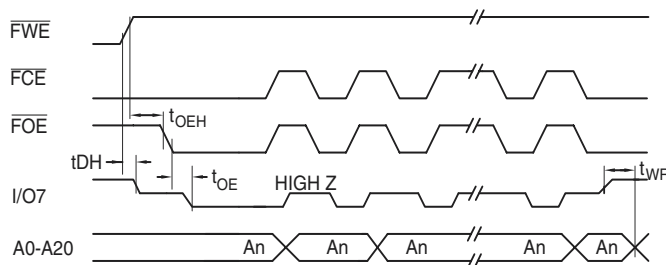 FWE
FCE
FOE
tOEH
tDH
tOE
HIGH Z
tWR
I/O7
A0-A20
An
An
An
An
An